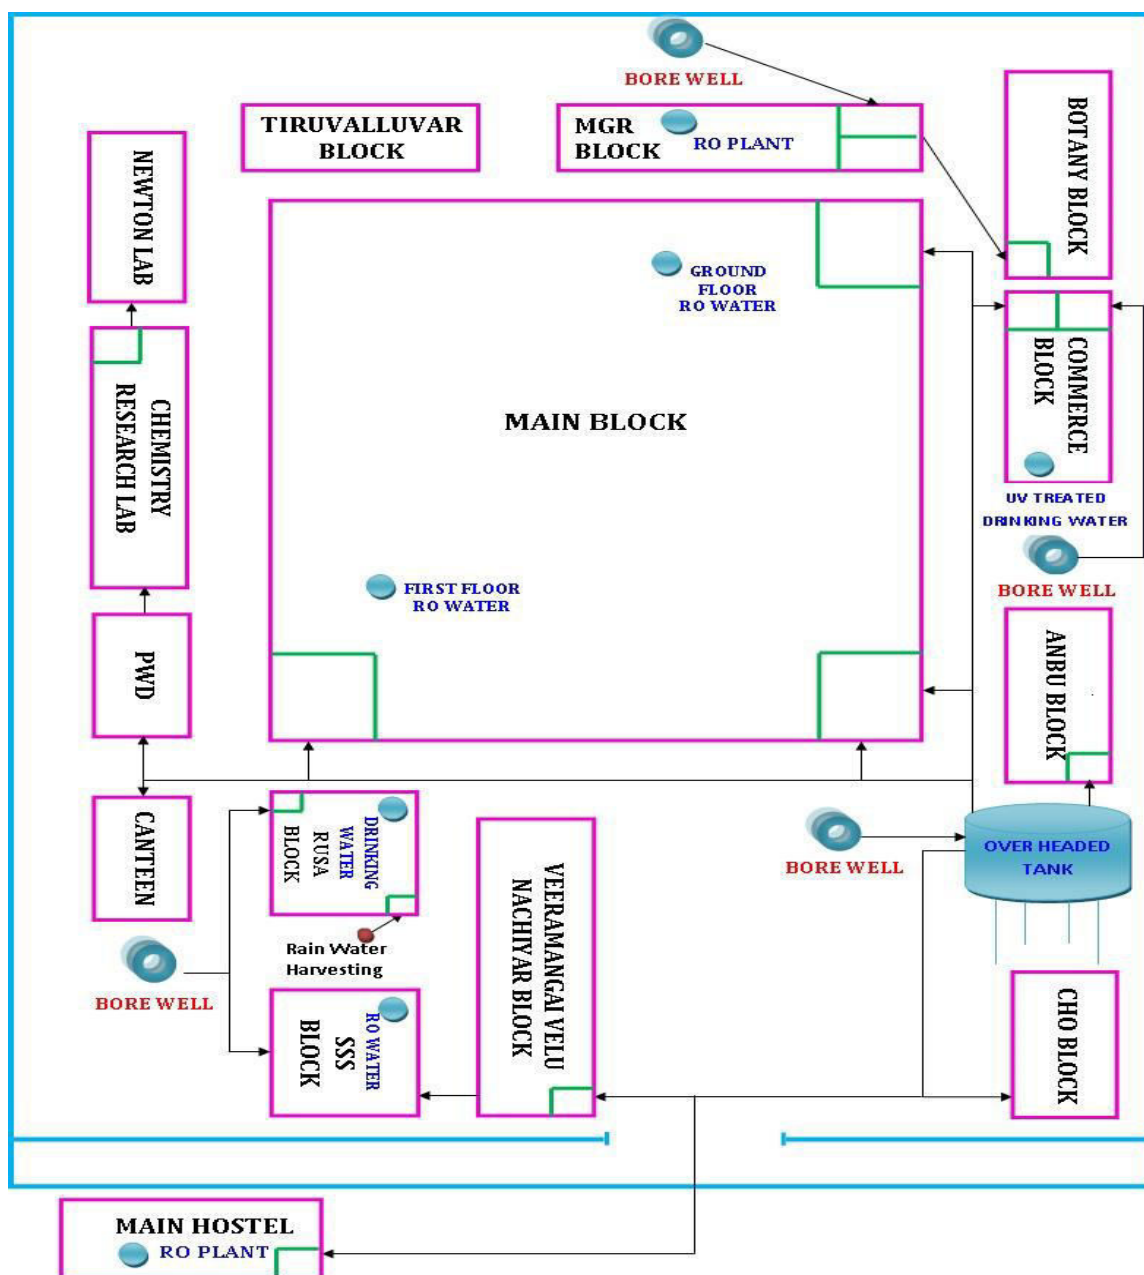 BORE WELL
TIRUVALLUVAR
BLOCK
MGR
BLOCK
RO PLANT
BOTANY BLOCK
NEWTON LAB
GROUND
FLOOR
RO WATER
COMMERCE
BLOCK
CHEMISTRY
RESEARCH LAB
MAIN BLOCK
UV TREATED
DRINKING WATER
BORE WELL
FIRST FLOOR
RO WATER
PWD
ANBU BLOCK
CANTEEN
DRINKING
WATER
RUSA
BLOCK
VEERAMANGAI VELU
NACHIYAR BLOCK
BORE WELL
OVER HEADED
TANK
Rain Water
Harvesting
BORE WELL
RO WATER
SSS
BLOCK
CHO BLOCK
MAIN HOSTEL
RO PLANT